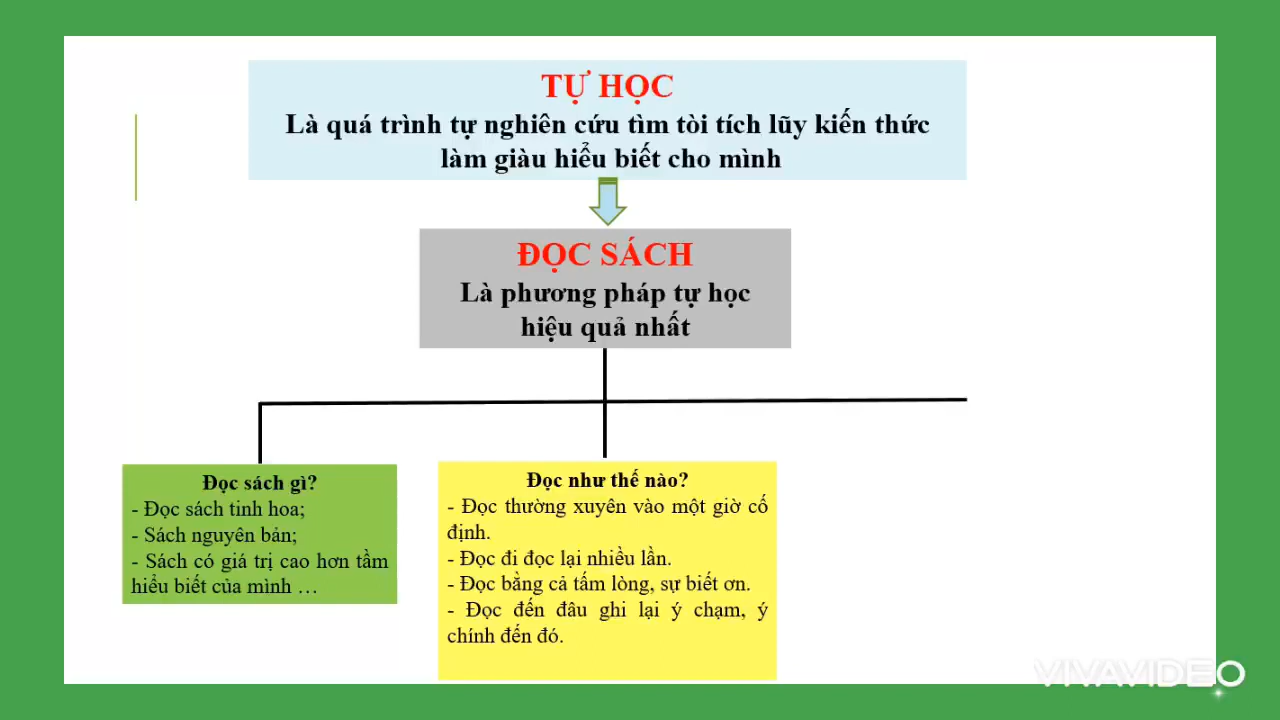 TỰ HỌC
Là quá trình tự nghiên cứu tìm tòi tích lũy kiến thức
làm giàu hiểu biết cho mình
ĐỌC SÁCH
Là phương pháp tự học
hiệu quả nhất
Đọc sách gì?
- Đọc sách tinh hoa;
- Sách nguyên bản;
- Sách có giá trị cao hơn tầm
hiểu biết của mình …
Đọc như thế nào?
- Đọc thường xuyên vào một giờ cố
định.
- Đọc đi đọc lại nhiều lần.
- Đọc bằng cả tấm lòng, sự biết ơn.
- Đọc đến đâu ghi lại ý chạm, ý
chính đến đó.
VIVAVIDEO